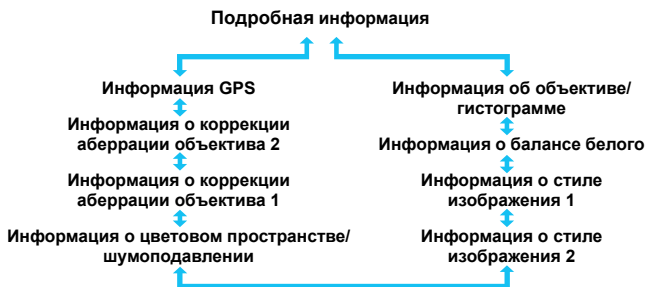 Подробная информация
Информация GPS
Информация о коррекции
аберрации объектива 2
Информация о коррекции
аберрации объектива 1
Информация о цветовом пространстве/
шумоподавлении
Информация об объективе/
гистограмме
Информация о балансе белого
Информация о стиле
изображения 1
Информация о стиле
изображения 2